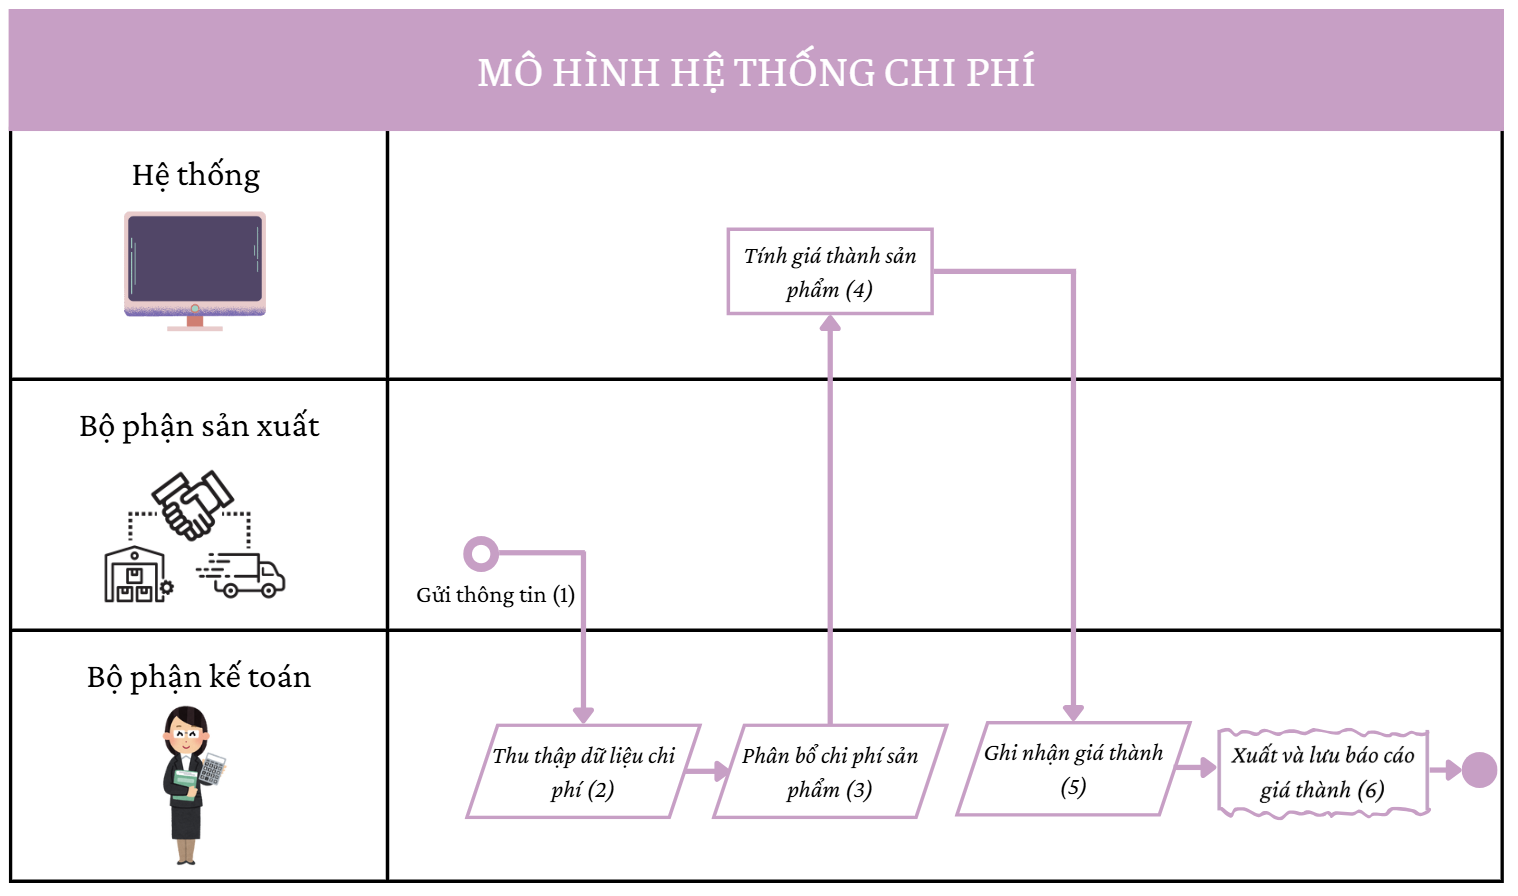 MÔ HÌNH HỆ THỐNG CHI PHÍ
Hệ thống
Tính giá thành sản
phẩm (4)
Bộ phận sản xuất
Gửi thông tin (1)
Bộ phận kế toán
Thu thập dữ liệu chi
phí (2)
Phân bổ chi phí sản
phẩm (3)
Ghi nhận giá thành
(5)
Xuất và lưu báo cáo
giá thành (6)